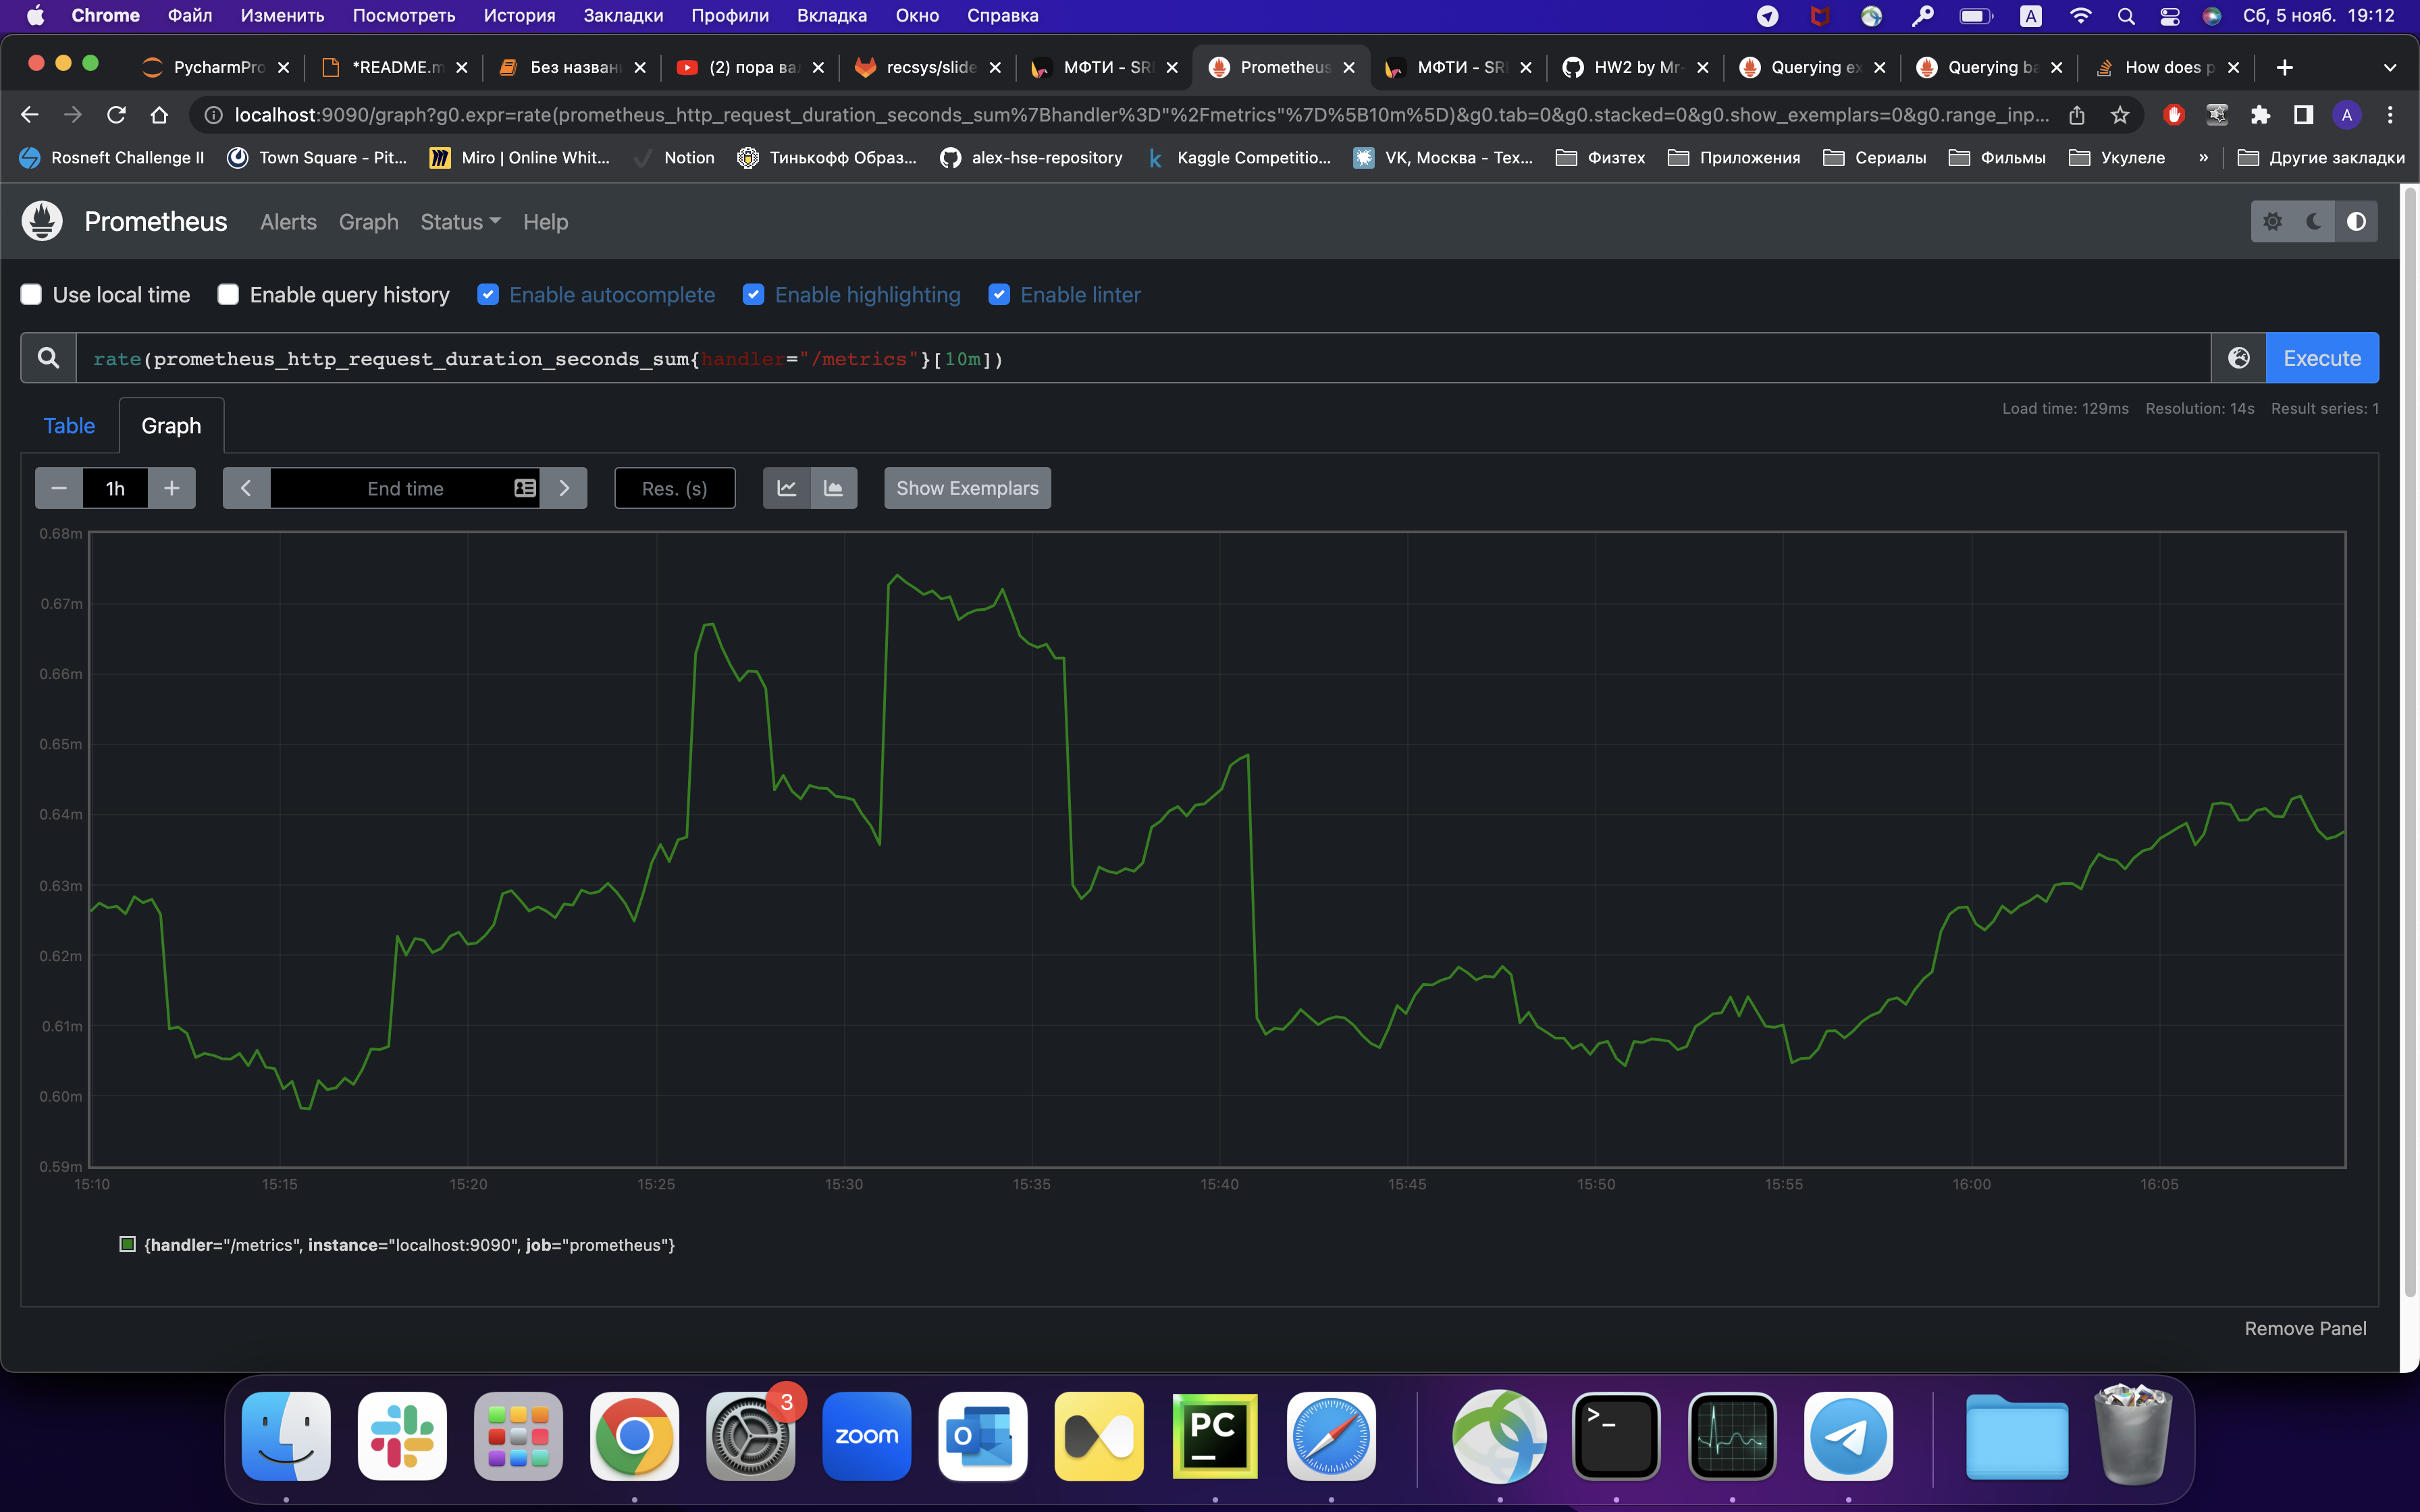 Chrome Файл Изменить Посмотреть История Закладки Профили Вкладка Окно Справка A Сб, 5 нояб. 19:12
PycharmPro *README.m Без назван (2) пора ва recsys/slide МФТИ - SR Prometheus МФТИ - SR HW2 by Mr- Querying ex Querying ba How does p
localhost:9090/graph?g0.expr=rate(prometheus_http_request_duration_seconds_sum%7Bhandler%3D"%2Fmetrics"%7D%5B10m%5D)&g0.tab=0&g0.stacked=0&g0.show_exemplars=0&g0.range_inp... A
Rosneft Challenge II Town Square - Pit... Miro | Online Whit... Notion Тинькофф Образ... alex-hse-repository Kaggle Competitio... VK, Москва - Тех... Физтех Приложения Сериалы Фильмы Укулеле » Другие закладки
Prometheus Alerts Graph Status Help
Use local time Enable query history Enable autocomplete Enable highlighting Enable linter
rate(prometheus_http_request_duration_seconds_sum{handler="/metrics"}[10m]) Execute
Load time: 129ms Resolution: 14s Result series: 1
Table Graph
− 1h + End time Res. (s) Show Exemplars
0.68m
0.67m
0.66m
0.65m
0.64m
0.63m
0.62m
0.61m
0.60m
0.59m
15:10 15:15 15:20 15:25 15:30 15:35 15:40 15:45 15:50 15:55 16:00 16:05
{handler="/metrics", instance="localhost:9090", job="prometheus"}
Remove Panel
3
zoom
O
PC
>_